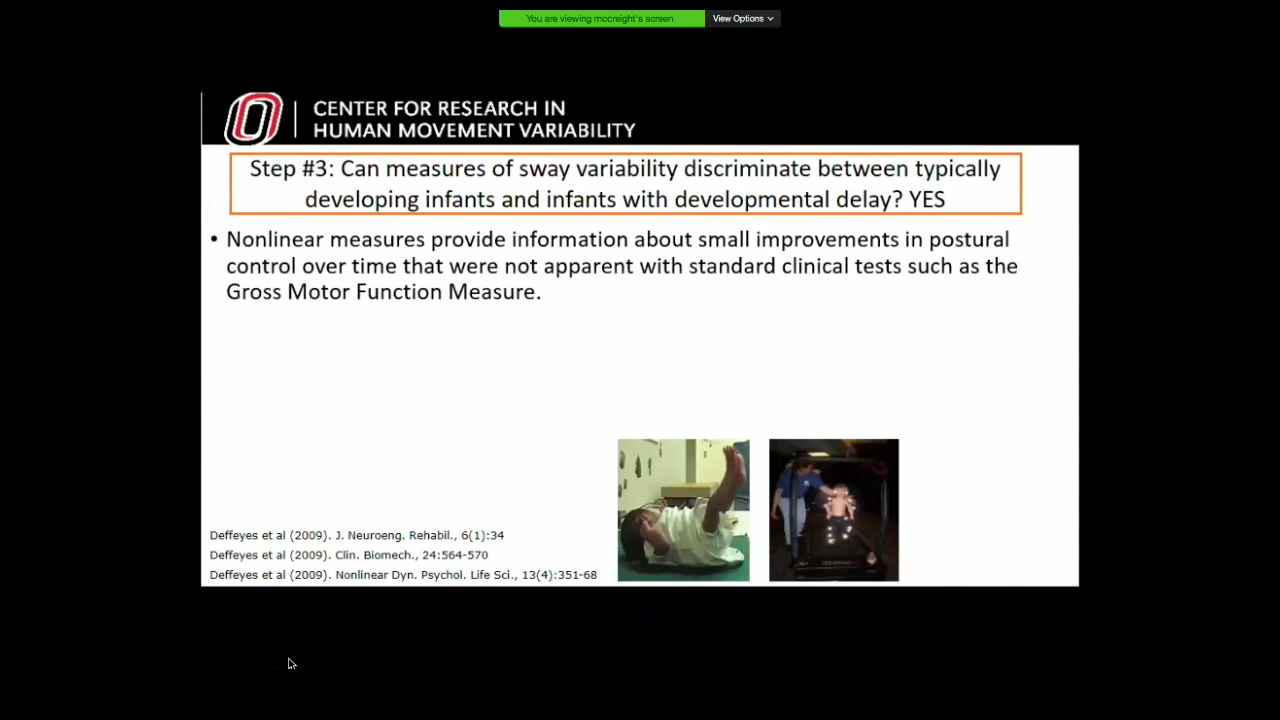 You are viewing mccreight's screen
View Options
CENTER FOR RESEARCH IN
HUMAN MOVEMENT VARIABILITY
Step #3: Can measures of sway variability discriminate between typically
developing infants and infants with developmental delay? YES
• Nonlinear measures provide information about small improvements in postural
control over time that were not apparent with standard clinical tests such as the
Gross Motor Function Measure.
Deffeyes et al (2009). J. Neuroeng. Rehabil., 6(1):34
Deffeyes et al (2009). Clin. Biomech., 24:564-570
Deffeyes et al (2009). Nonlinear Dyn. Psychol. Life Sci., 13(4):351-68